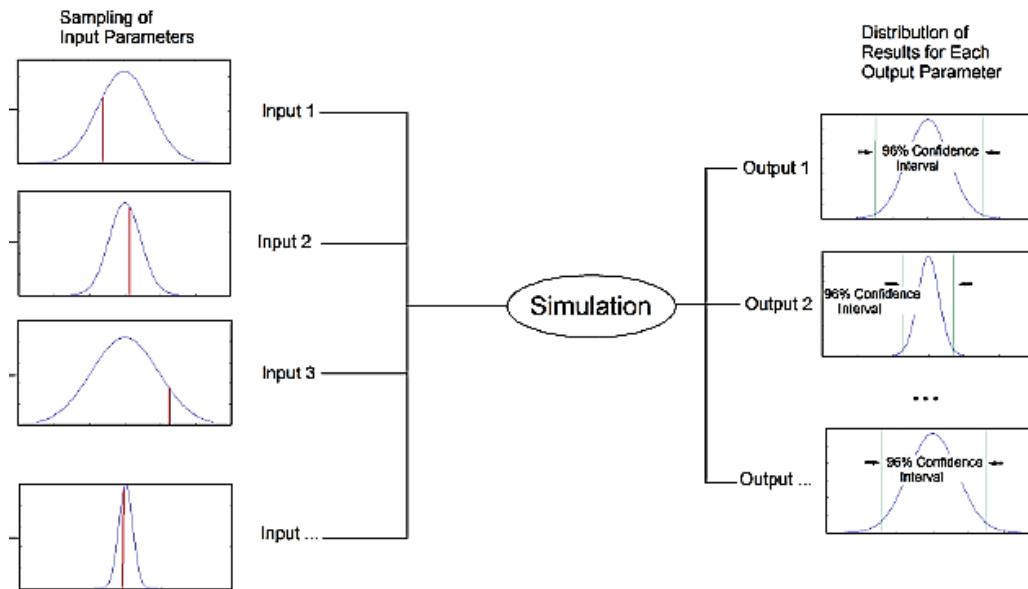 Sampling of
Input Parameters
Input 1
Input 2
Input 3
Input ...
Simulation
Distribution of
Results for Each
Output Parameter
Output 1
96% Confidence
Interval
Output 2
96% Confidence
Interval
...
Output ...
96% Confidence
Interval